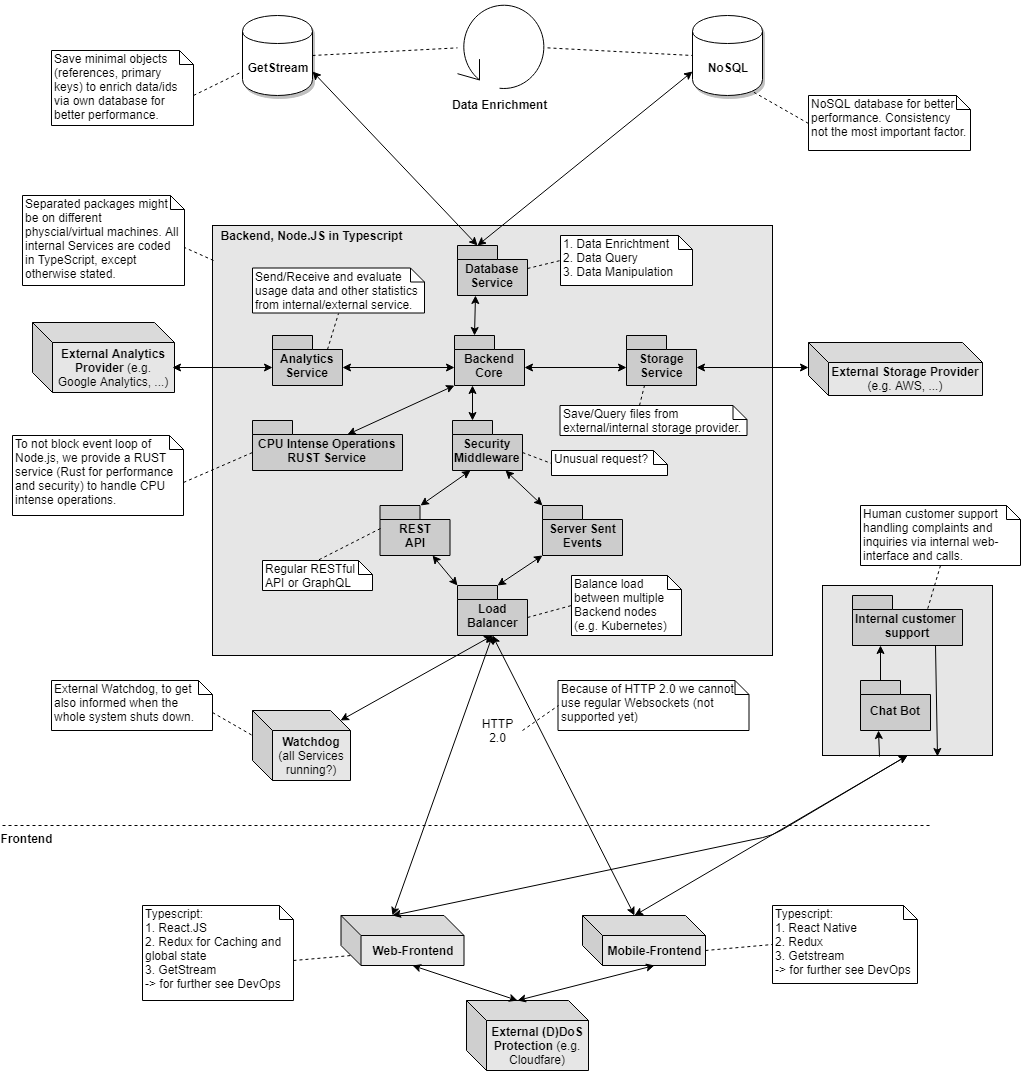 Save minimal objects
(references, primary
keys) to enrich data/ids
via own database for
better performance.
GetStream
Data Enrichment
NoSQL
NoSQL database for better
performance. Consistency
not the most important factor.
Separated packages might
be on different
physcial/virtual machines. All
internal Services are coded
in TypeScript, except
otherwise stated.
Backend, Node.JS in Typescript
Database
Service
1. Data Enrichtment
2. Data Query
3. Data Manipulation
Send/Receive and evaluate
usage data and other statistics
from internal/external service.
External Analytics
Provider (e.g.
Google Analytics, ...)
Analytics
Service
Backend
Core
Storage
Service
External Storage Provider
(e.g. AWS, ...)
Save/Query files from
external/internal storage provider.
To not block event loop of
Node.js, we provide a RUST
service (Rust for performance
and security) to handle CPU
intense operations.
CPU Intense Operations
RUST Service
Security
Middleware
Unusual request?
REST
API
Server Sent
Events
Regular RESTful
API or GraphQL
Load
Balancer
Balance load
between multiple
Backend nodes
(e.g. Kubernetes)
Human customer support
handling complaints and
inquiries via internal web-
interface and calls.
Internal customer
support
Chat Bot
External Watchdog, to get
also informed when the
whole system shuts down.
Watchdog
(all Services
running?)
HTTP
2.0
Because of HTTP 2.0 we cannot
use regular Websockets (not
supported yet)
Frontend
Typescript:
1. React.JS
2. Redux for Caching and
global state
3. GetStream
-> for further see DevOps
Web-Frontend
Mobile-Frontend
Typescript:
1. React Native
2. Redux
3. Getstream
-> for further see DevOps
External (D)DoS
Protection (e.g.
Cloudfare)